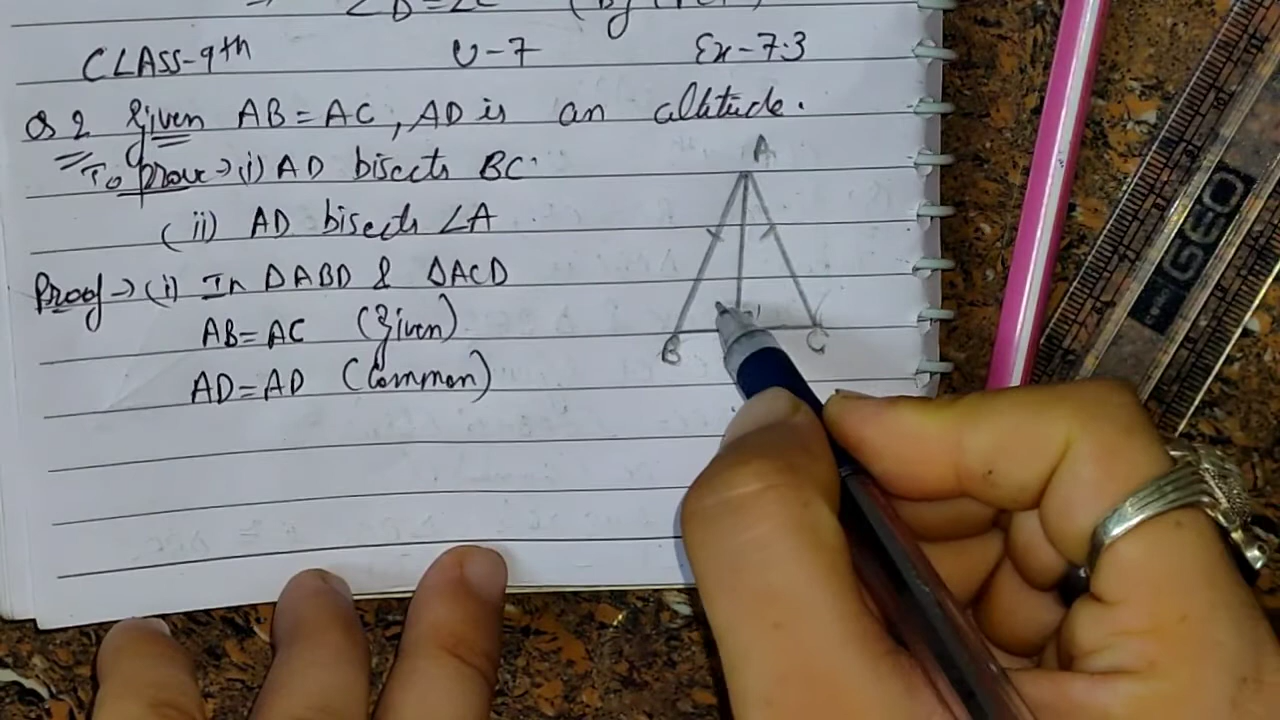 CLASS-9th U-7 Ex-7.3
Q 2 Given AB=AC, AD is an altitude.
To prove→(i) AD bisects BC.
(ii) AD bisects ∠A
Proof→(i) In ΔABD & ΔACD
AB=AC (Given)
AD=AD (Common)
A
B C
GEO